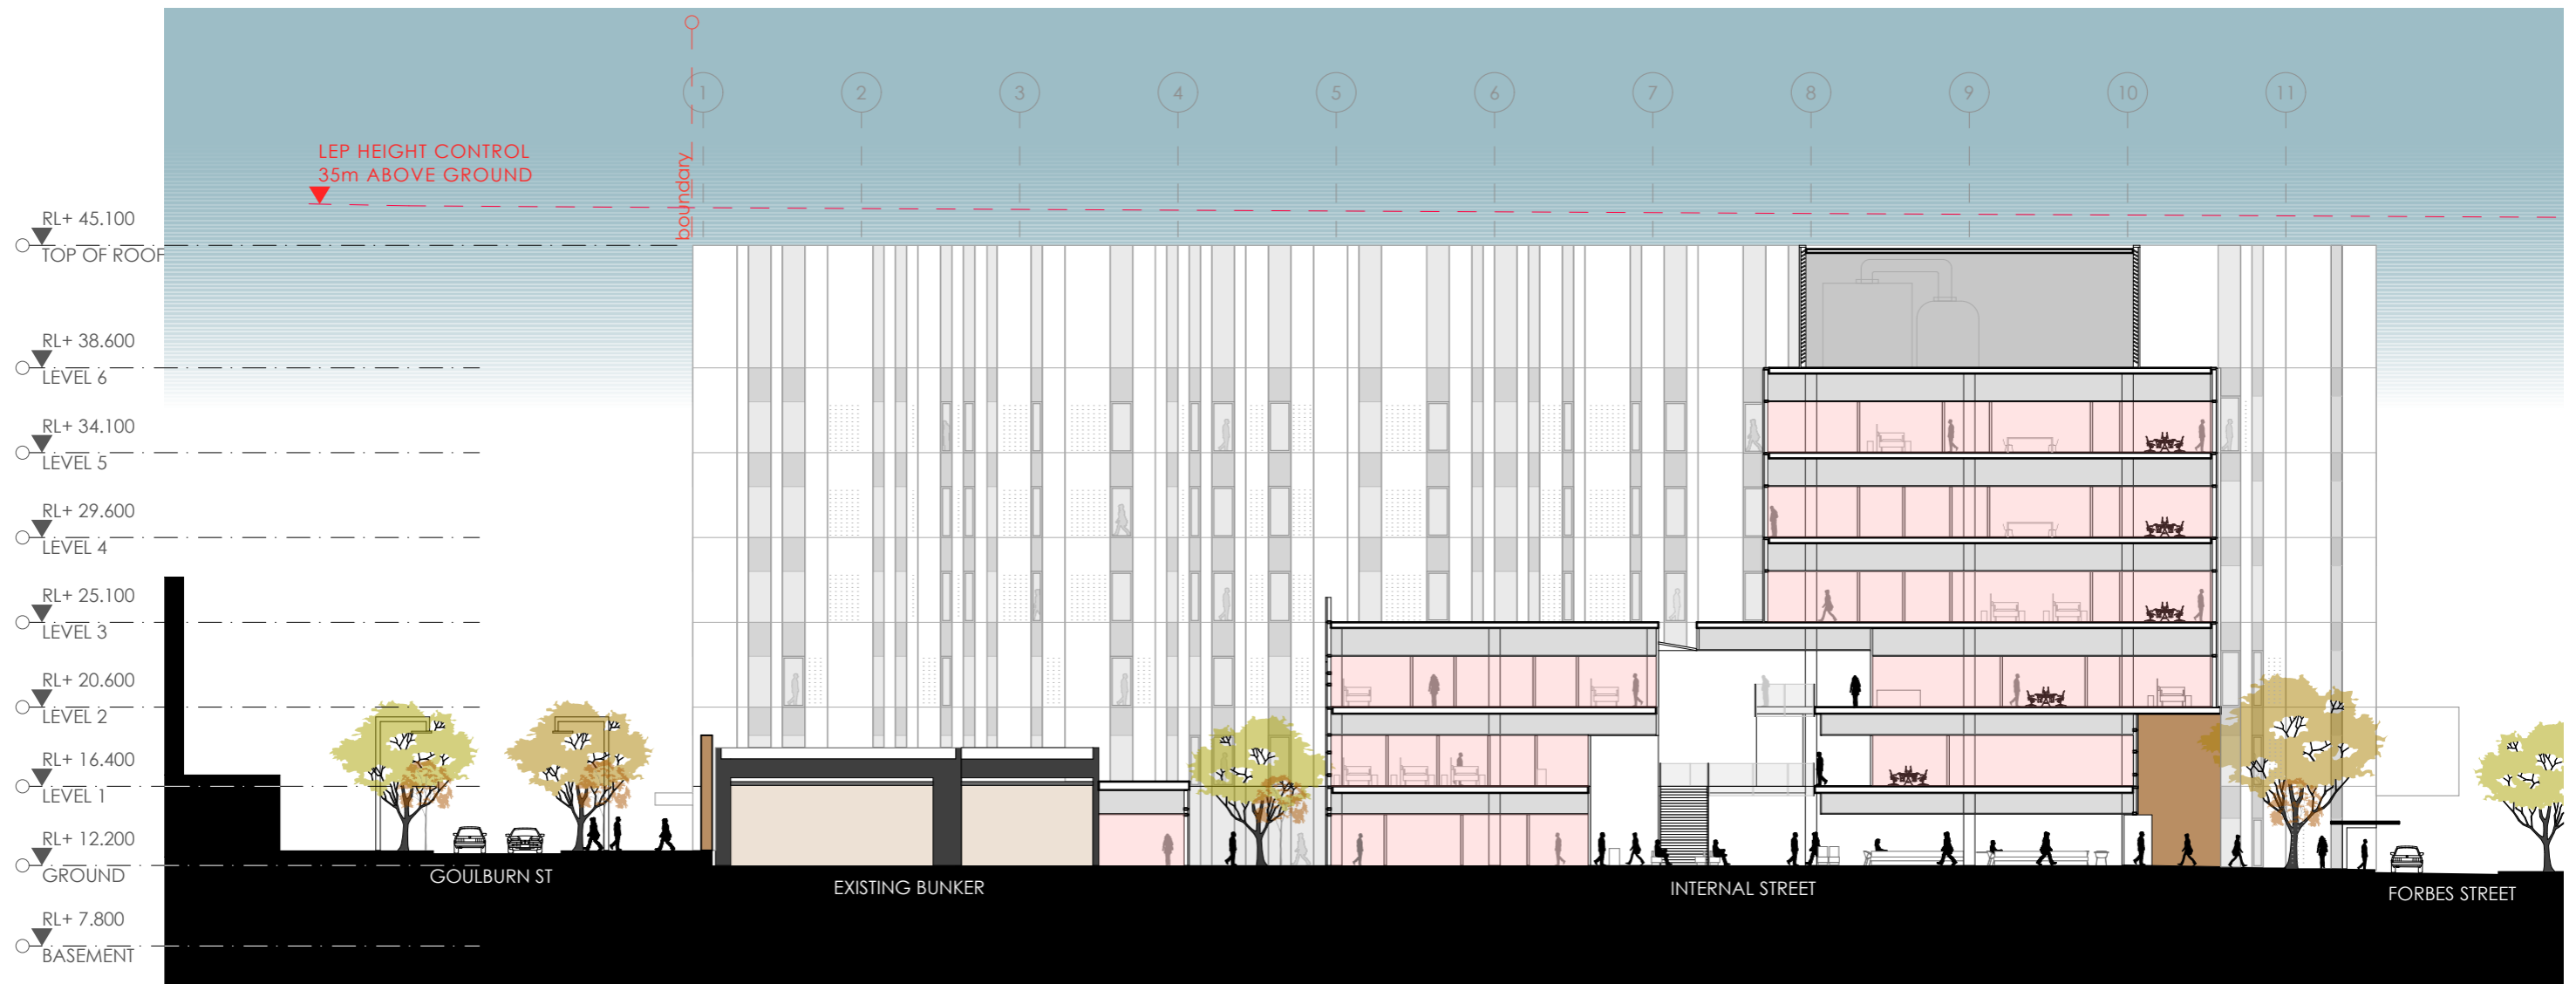 1 2 3 4 5 6 7 8 9 10 11
boundary
LEP HEIGHT CONTROL
35m ABOVE GROUND
RL+ 45.100
TOP OF ROOF
RL+ 38.600
LEVEL 6
RL+ 34.100
LEVEL 5
RL+ 29.600
LEVEL 4
RL+ 25.100
LEVEL 3
RL+ 20.600
LEVEL 2
RL+ 16.400
LEVEL 1
RL+ 12.200
GROUND
RL+ 7.800
BASEMENT
GOULBURN ST
EXISTING BUNKER
INTERNAL STREET
FORBES STREET